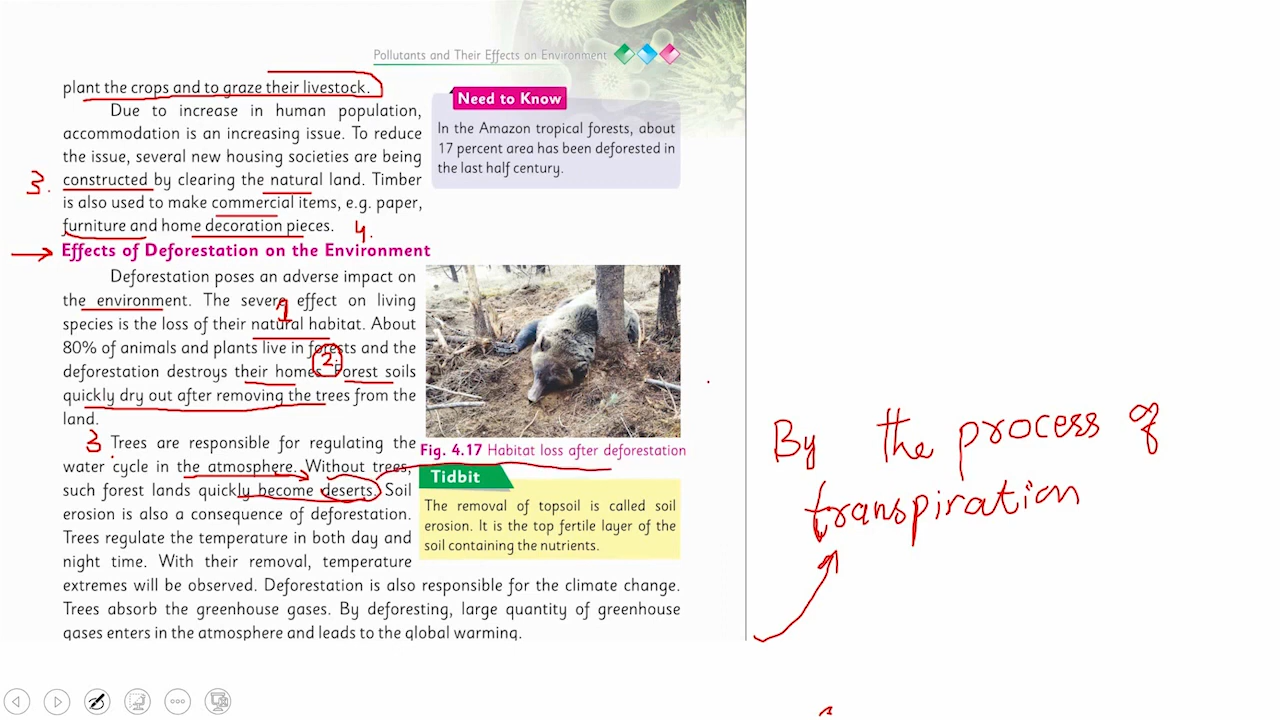 Pollutants and Their Effects on Environment
plant the crops and to graze their livestock.
Due to increase in human population,
accommodation is an increasing issue. To reduce
the issue, several new housing societies are being
3. constructed by clearing the natural land. Timber
is also used to make commercial items, e.g. paper,
furniture and home decoration pieces. 4.
Need to Know
In the Amazon tropical forests, about
17 percent area has been deforested in
the last half century.
Effects of Deforestation on the Environment
Deforestation poses an adverse impact on
the environment. The severe effect on living
1
species is the loss of their natural habitat. About
80% of animals and plants live in forests and the
2
deforestation destroys their homes. Forest soils
quickly dry out after removing the trees from the
land.
3. Trees are responsible for regulating the
water cycle in the atmosphere. Without trees,
such forest lands quickly become deserts. Soil
erosion is also a consequence of deforestation.
Trees regulate the temperature in both day and
night time. With their removal, temperature
extremes will be observed. Deforestation is also responsible for the climate change.
Trees absorb the greenhouse gases. By deforesting, large quantity of greenhouse
gases enters in the atmosphere and leads to the global warming.
Fig. 4.17 Habitat loss after deforestation
Tidbit
The removal of topsoil is called soil
erosion. It is the top fertile layer of the
soil containing the nutrients.
By the process of
transpiration